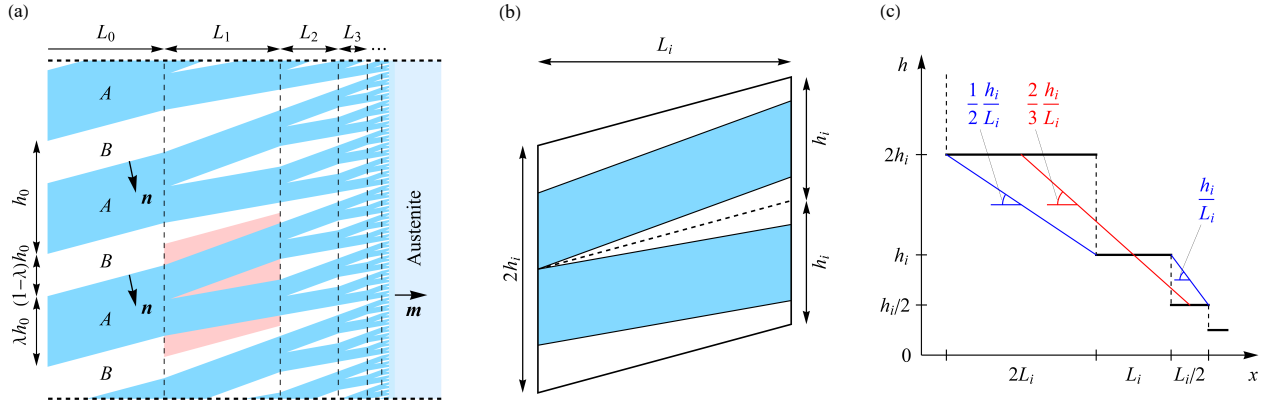 (a)
L₀ L₁ L₂ L₃ ...
A
B
n
h₀
A
B
(1−λ)h₀
n
λh₀
A
B
Austenite
m
(b)
Lᵢ
2hᵢ
hᵢ
hᵢ
(c)
h
1/2 hᵢ/Lᵢ
2/3 hᵢ/Lᵢ
hᵢ/Lᵢ
2hᵢ
hᵢ
hᵢ/2
0
2Lᵢ Lᵢ Lᵢ/2 x